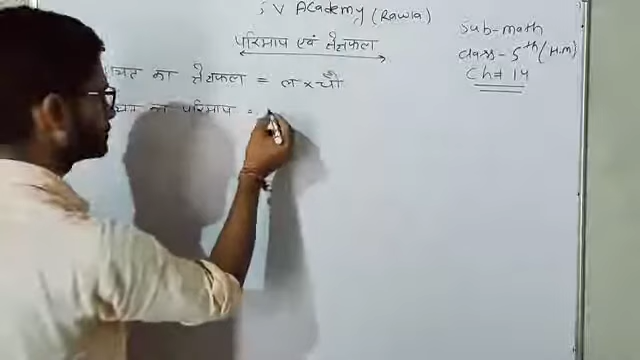 S V Academy (Rawla)
Sub - math
परिमाप एवं क्षेत्रफल
class - 5th (H.M)
Ch # 14
का क्षेत्रफल = ल × चौ
का परिमाप =